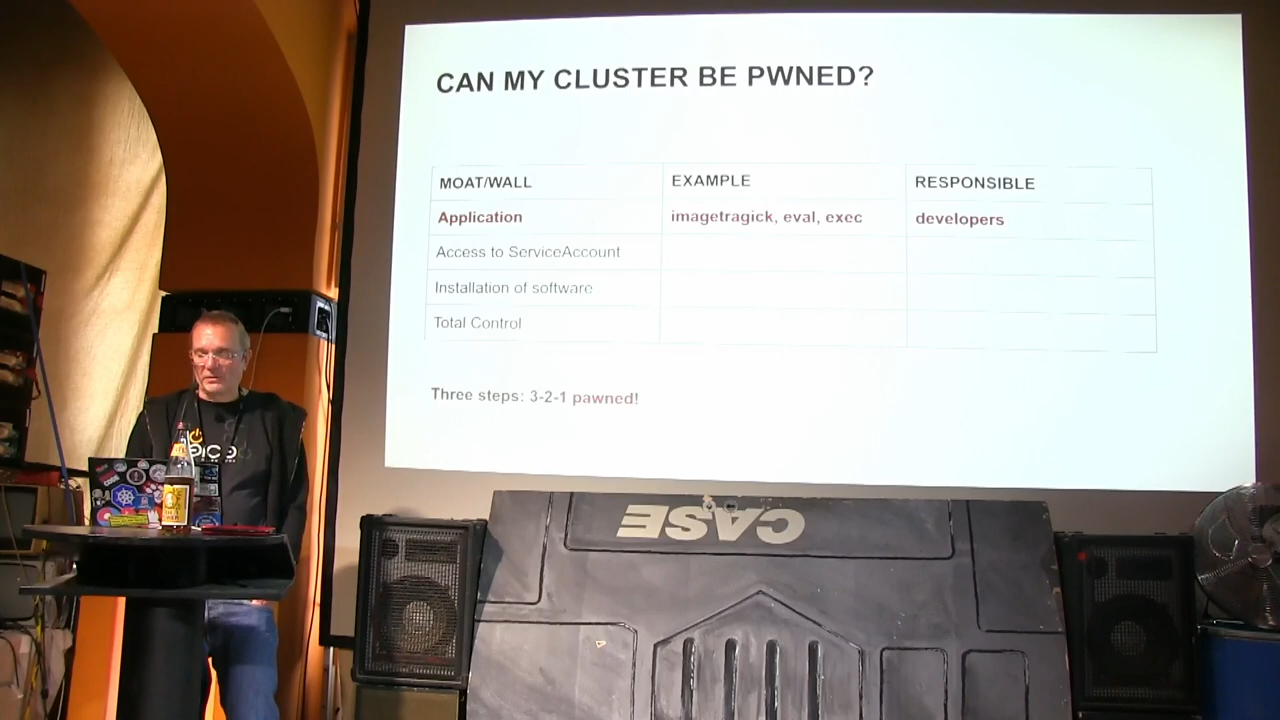 CAN MY CLUSTER BE PWNED?
MOAT/WALL EXAMPLE RESPONSIBLE
Application imagetragick, eval, exec developers
Access to ServiceAccount
Installation of software
Total Control
Three steps: 3-2-1 pawned!
CASE